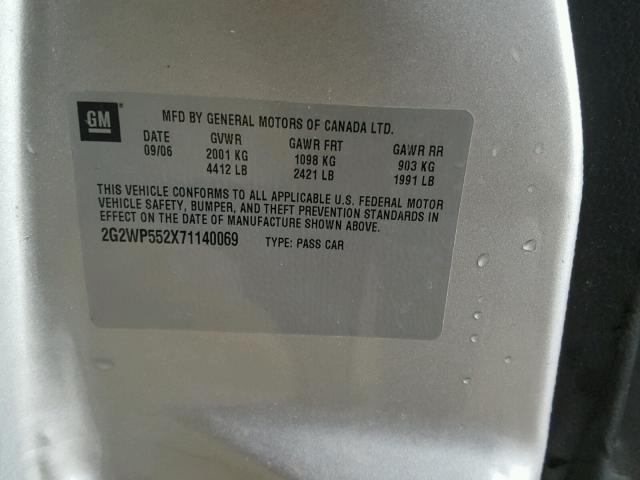 GM
MFD BY GENERAL MOTORS OF CANADA LTD.
DATE GVWR GAWR FRT GAWR RR
09/06 2001 KG 1098 KG 903 KG
4412 LB 2421 LB 1991 LB
THIS VEHICLE CONFORMS TO ALL APPLICABLE U.S. FEDERAL MOTOR
VEHICLE SAFETY, BUMPER, AND THEFT PREVENTION STANDARDS IN
EFFECT ON THE DATE OF MANUFACTURE SHOWN ABOVE.
2G2WP552X71140069 TYPE: PASS CAR